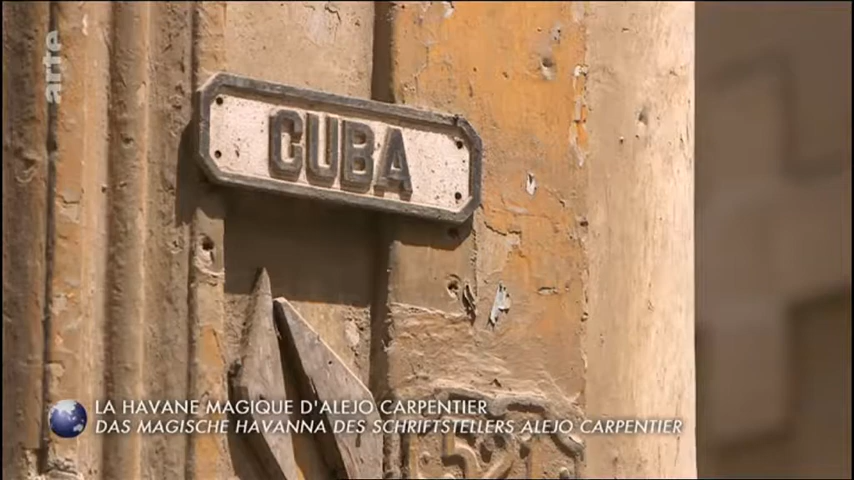 arte
CUBA
LA HAVANE MAGIQUE D'ALEJO CARPENTIER
DAS MAGISCHE HAVANNA DES SCHRIFTSTELLERS ALEJO CARPENTIER